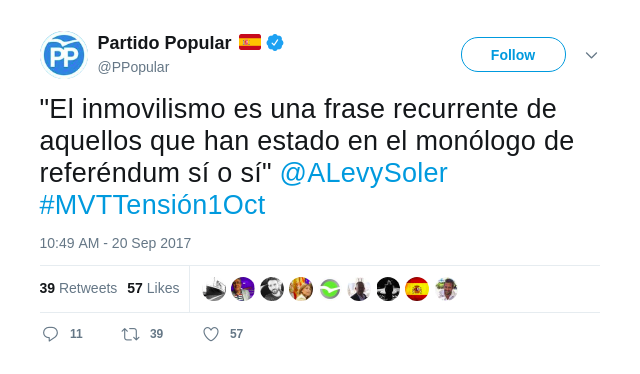 PP
Partido Popular
@PPopular
Follow
"El inmovilismo es una frase recurrente de
aquellos que han estado en el monólogo de
referéndum sí o sí" @ALevySoler
#MVTTensión1Oct
10:49 AM - 20 Sep 2017
39 Retweets 57 Likes
11 39 57